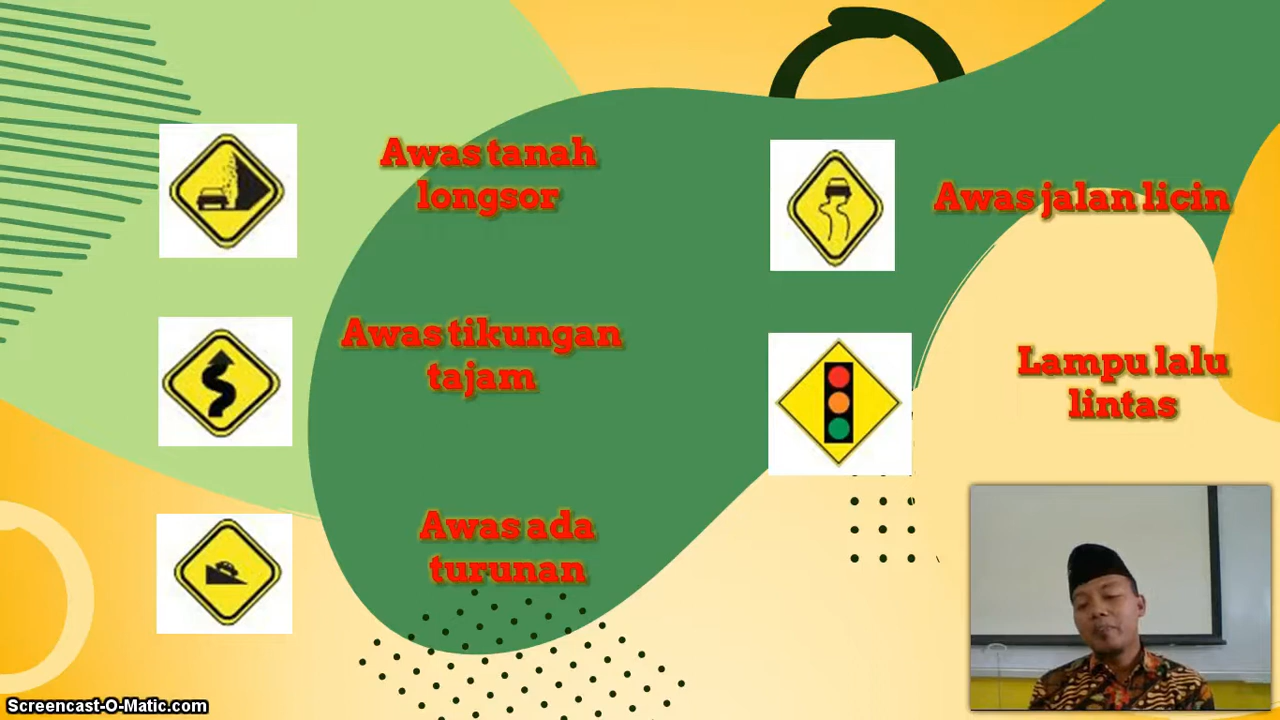 Awas tanah
longsor
Awas jalan licin
Awas tikungan
tajam
Lampu lalu
lintas
Awas ada
turunan
Screencast-O-Matic.com